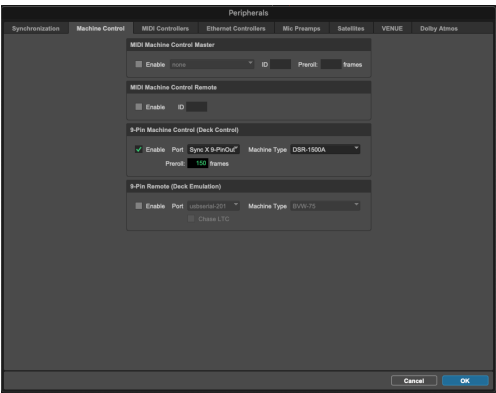 Peripherals
Synchronization Machine Control MIDI Controllers Ethernet Controllers Mic Preamps Satellites VENUE Dolby Atmos
MIDI Machine Control Master
Enable none ID Preroll: frames
MIDI Machine Control Remote
Enable ID
9-Pin Machine Control (Deck Control)
Enable Port Sync X 9-PinOut Machine Type DSR-1500A
Preroll: 150 frames
9-Pin Remote (Deck Emulation)
Enable Port usbserial-201 Machine Type BVW-75
Chase LTC
Cancel OK